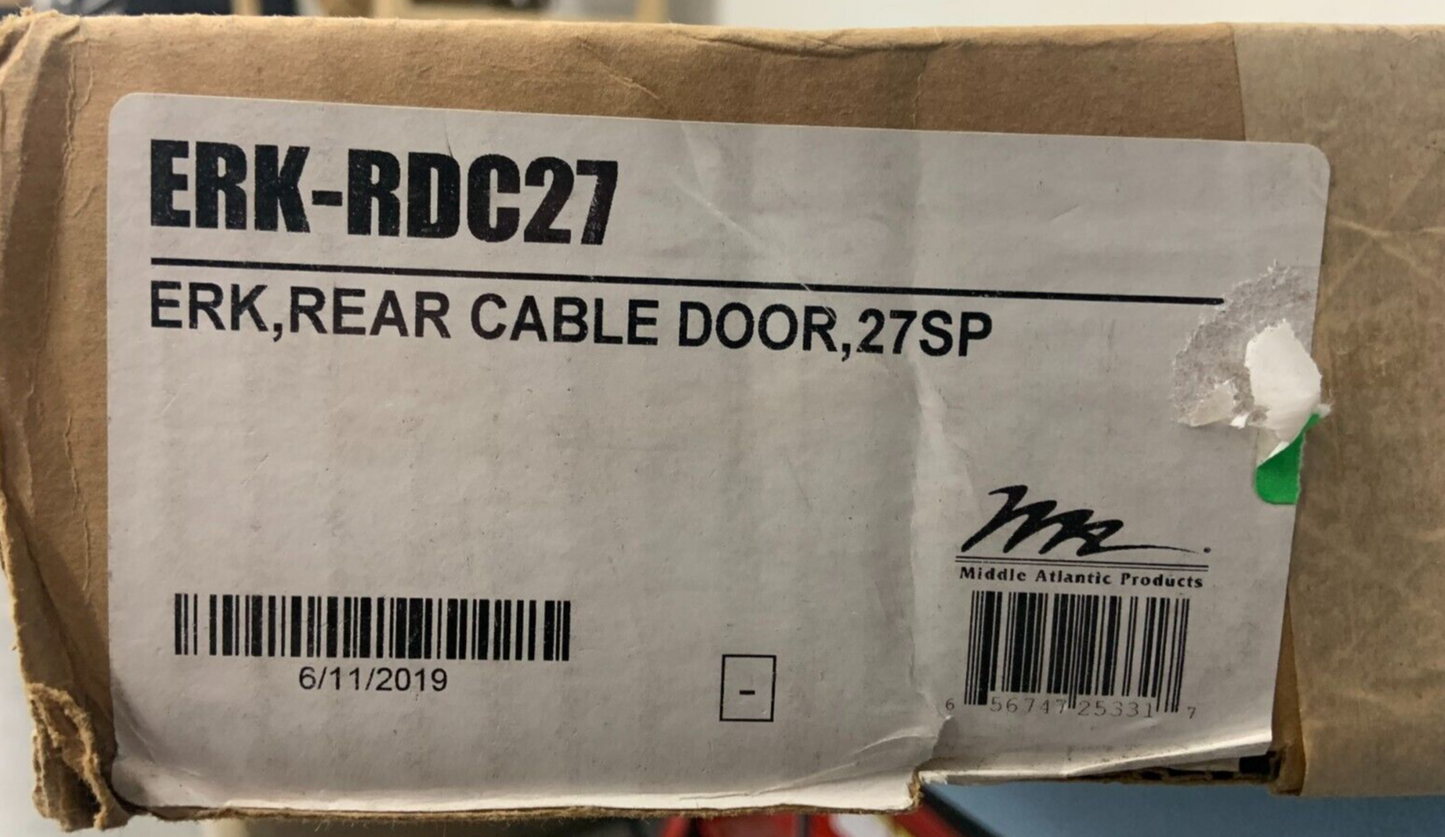 ERK-RDC27
ERK,REAR CABLE DOOR,27SP
Middle Atlantic Products
6/11/2019
-
6 56747 25331 7